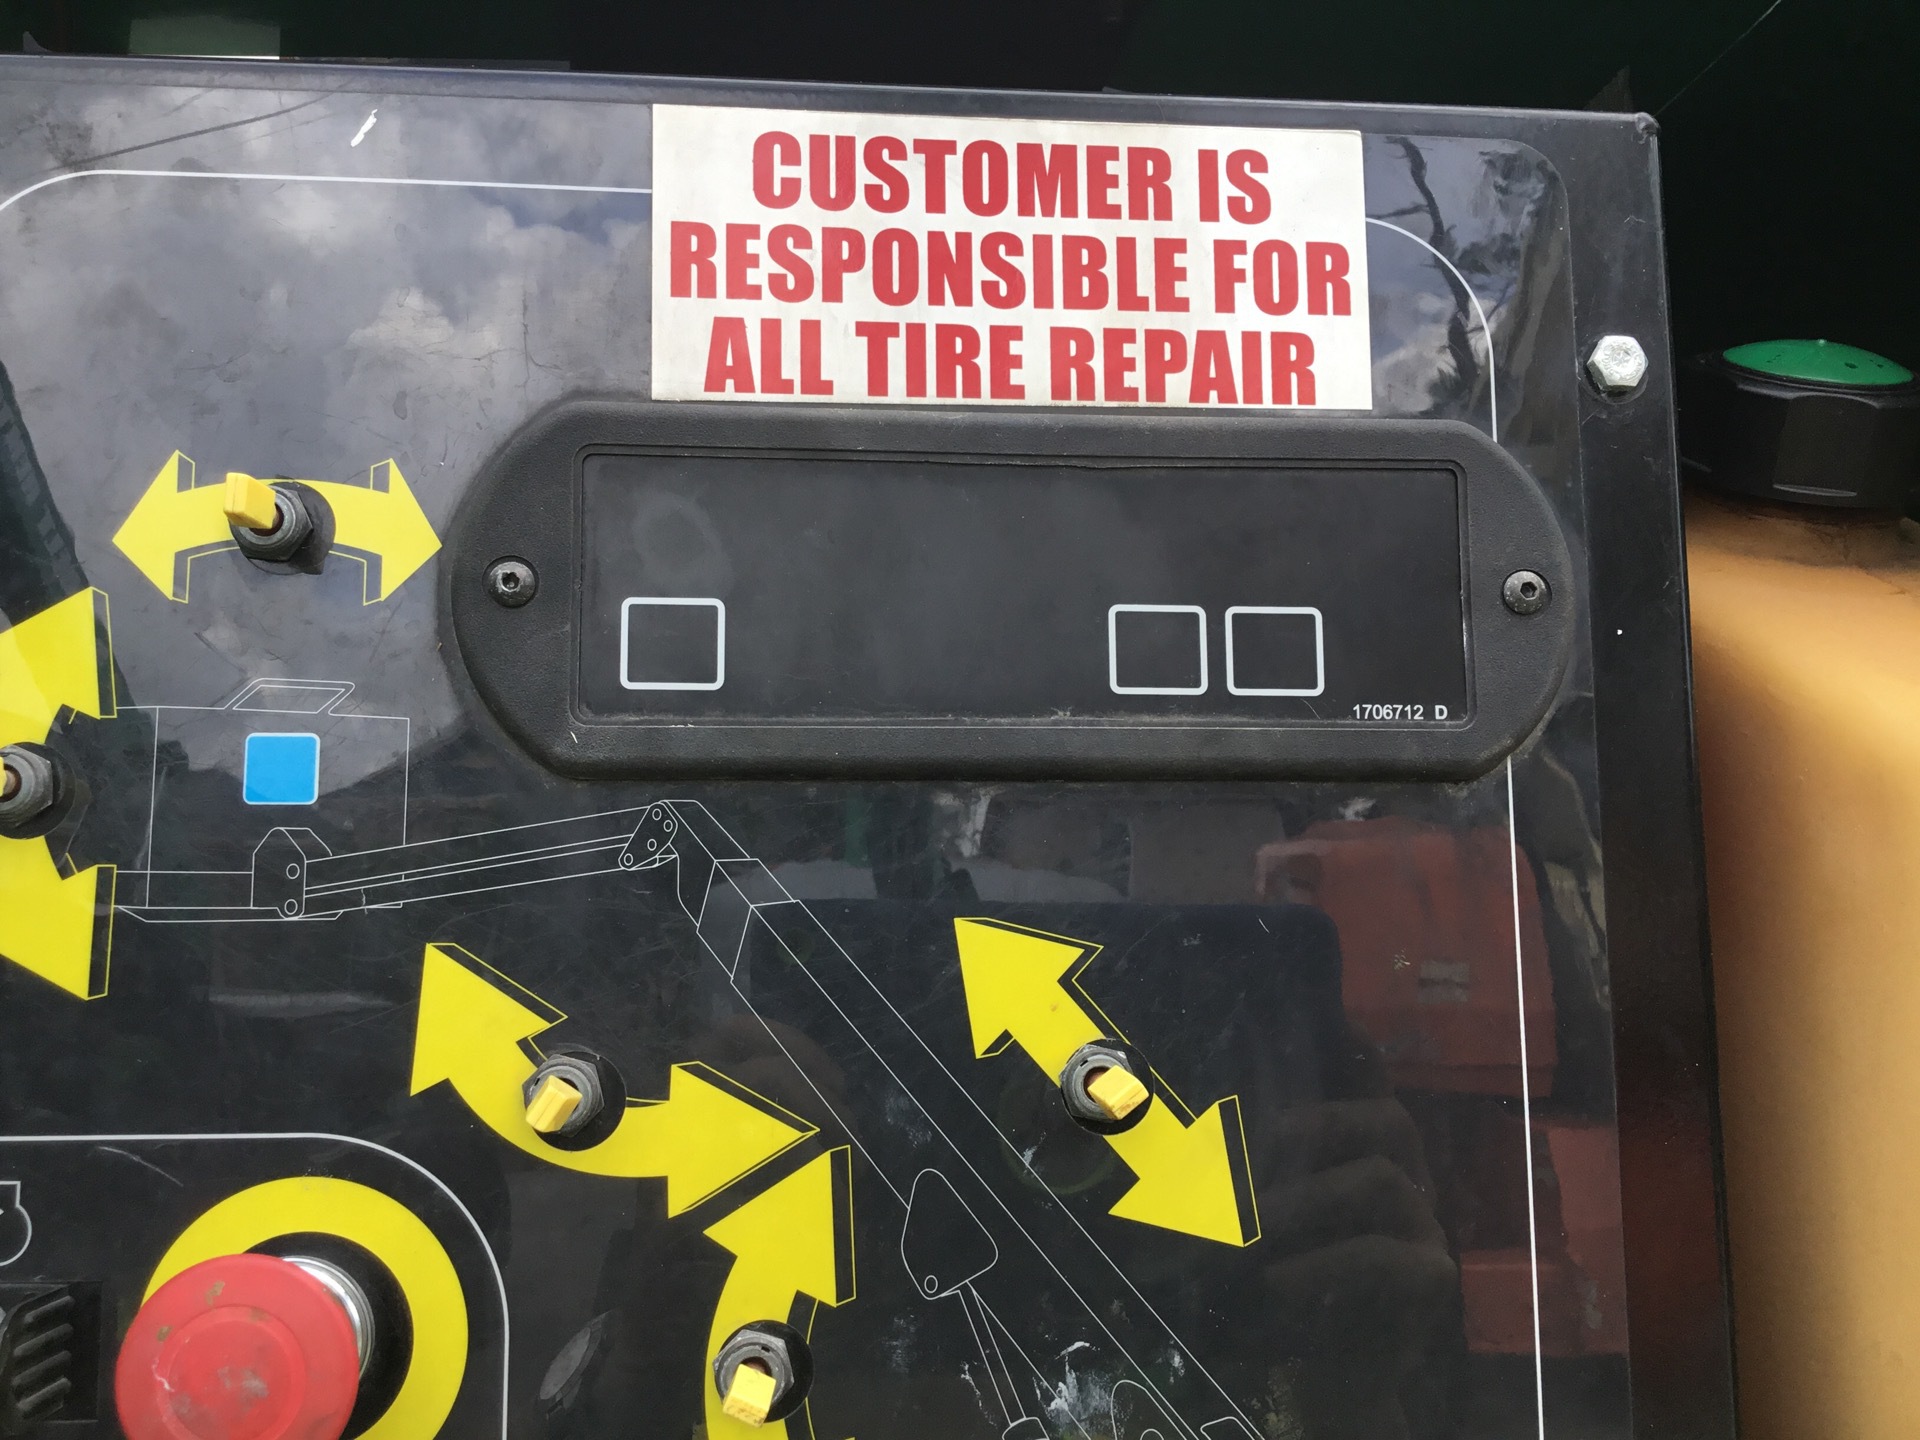 CUSTOMER IS
RESPONSIBLE FOR
ALL TIRE REPAIR
1706712 D